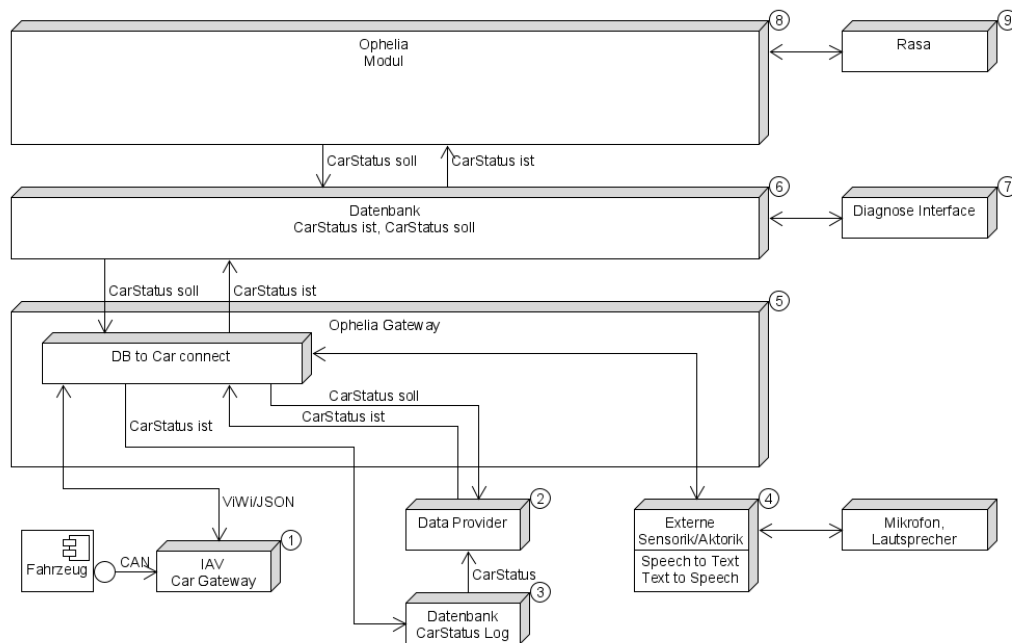 8
9
Ophelia
Modul
Rasa
CarStatus soll
CarStatus ist
6
7
Datenbank
CarStatus ist, CarStatus soll
Diagnose Interface
CarStatus soll
CarStatus ist
5
Ophelia Gateway
DB to Car connect
CarStatus soll
CarStatus ist
CarStatus ist
ViWi/JSON
2
4
Data Provider
Externe
Sensorik/Aktorik
Speech to Text
Text to Speech
Mikrofon,
Lautsprecher
1
Fahrzeug
CAN
IAV
Car Gateway
CarStatus
3
Datenbank
CarStatus Log